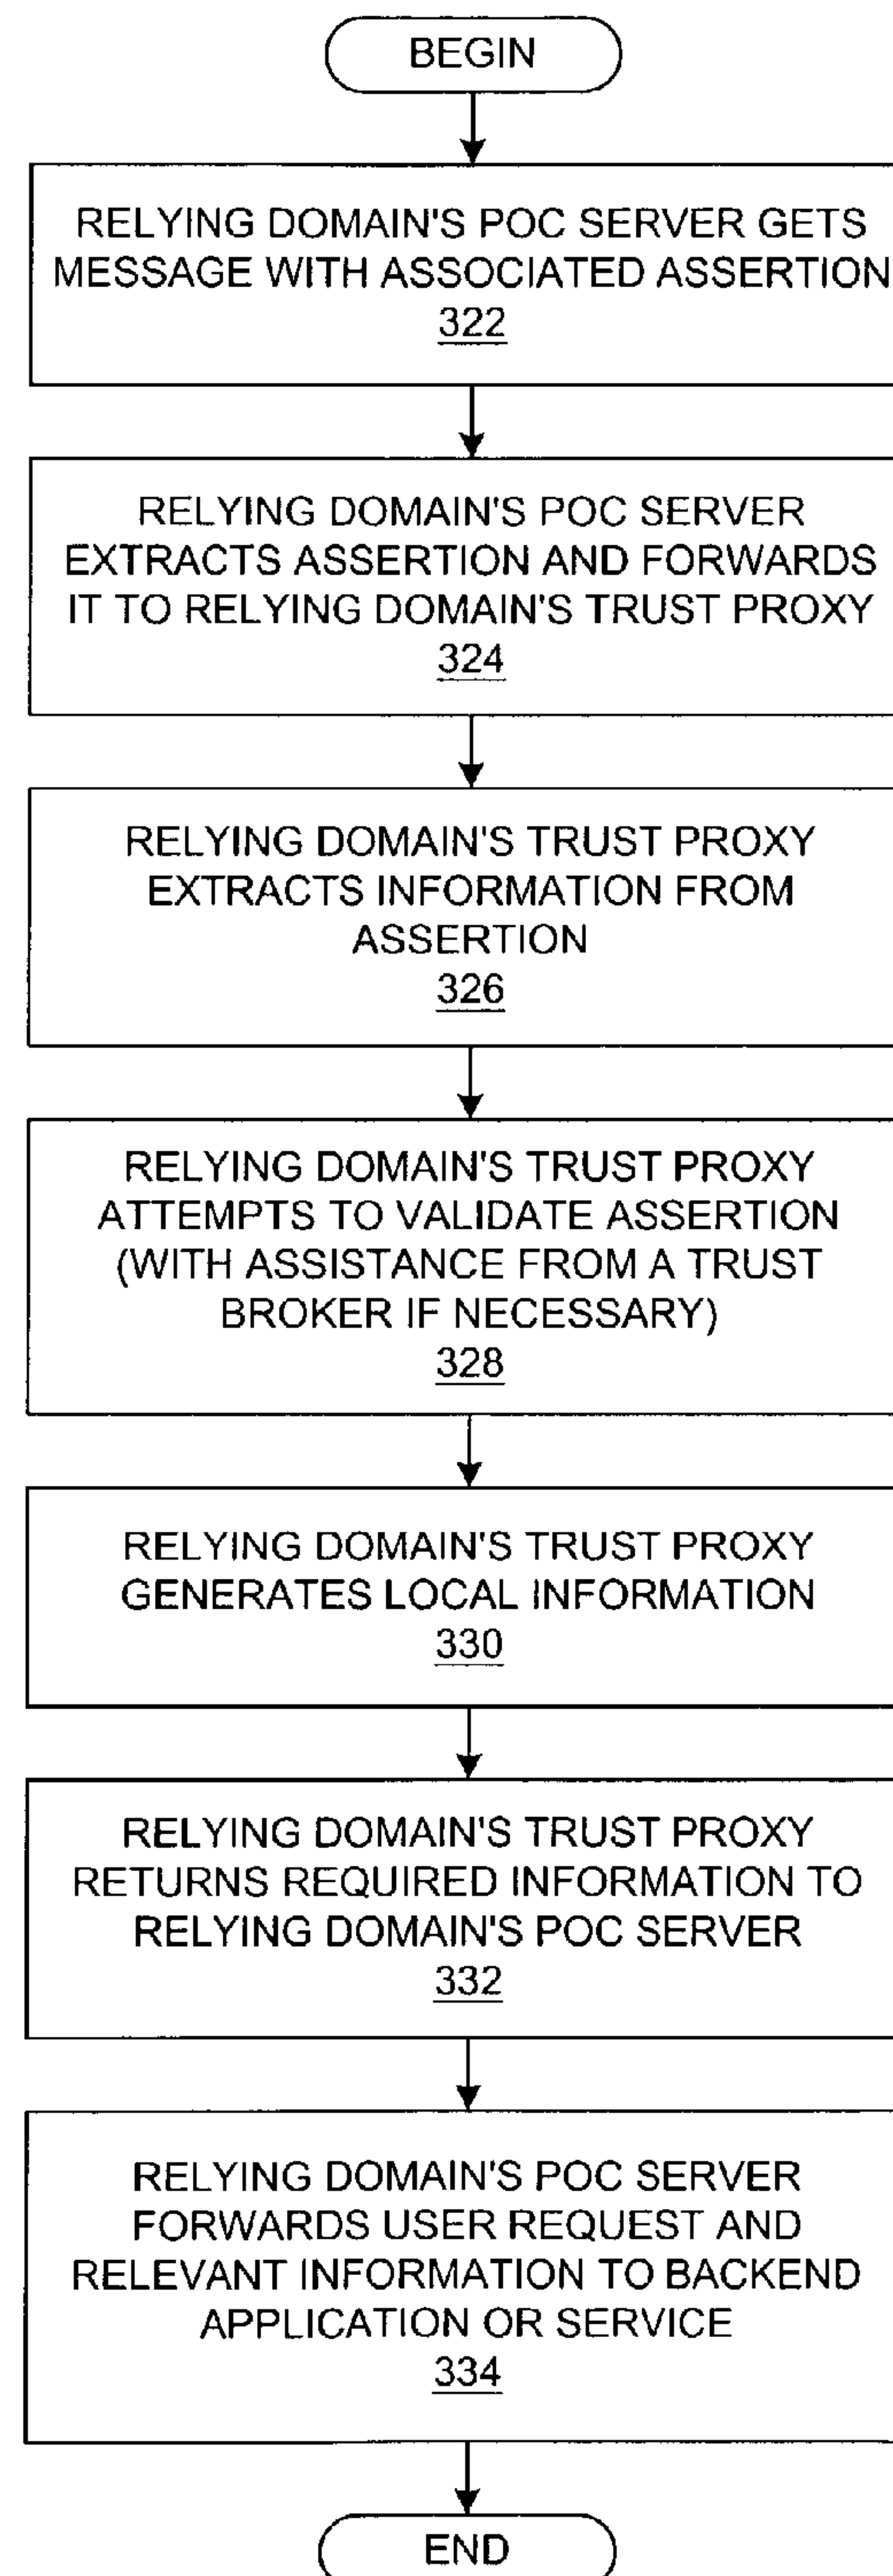 BEGIN
RELYING DOMAIN'S POC SERVER GETS
MESSAGE WITH ASSOCIATED ASSERTION
322
RELYING DOMAIN'S POC SERVER
EXTRACTS ASSERTION AND FORWARDS
IT TO RELYING DOMAIN'S TRUST PROXY
324
RELYING DOMAIN'S TRUST PROXY
EXTRACTS INFORMATION FROM
ASSERTION
326
RELYING DOMAIN'S TRUST PROXY
ATTEMPTS TO VALIDATE ASSERTION
(WITH ASSISTANCE FROM A TRUST
BROKER IF NECESSARY)
328
RELYING DOMAIN'S TRUST PROXY
GENERATES LOCAL INFORMATION
330
RELYING DOMAIN'S TRUST PROXY
RETURNS REQUIRED INFORMATION TO
RELYING DOMAIN'S POC SERVER
332
RELYING DOMAIN'S POC SERVER
FORWARDS USER REQUEST AND
RELEVANT INFORMATION TO BACKEND
APPLICATION OR SERVICE
334
END